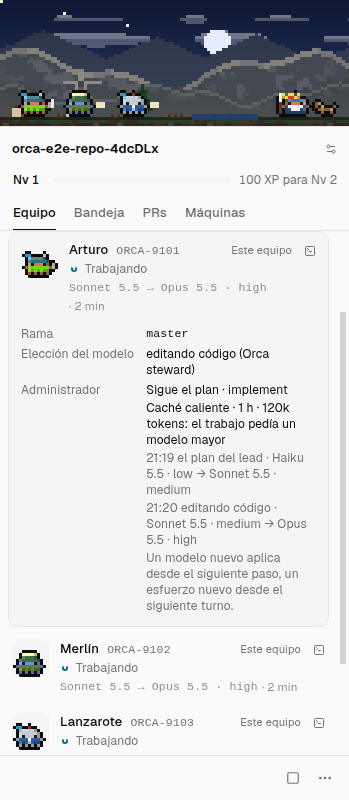 orca-e2e-repo-4dcDLx
Nv 1 100 XP para Nv 2
Equipo Bandeja PRs Máquinas
Arturo ORCA-9101 Este equipo
Trabajando
Sonnet 5.5 → Opus 5.5 · high
· 2 min
Rama master
Elección del modelo editando código (Orca
steward)
Administrador Sigue el plan · implement
Caché caliente · 1 h · 120k
tokens: el trabajo pedía un
modelo mayor
21:19 el plan del lead · Haiku
5.5 · low → Sonnet 5.5 ·
medium
21:20 editando código ·
Sonnet 5.5 · medium → Opus
5.5 · high
Un modelo nuevo aplica
desde el siguiente paso, un
esfuerzo nuevo desde el
siguiente turno.
Merlín ORCA-9102 Este equipo
Trabajando
Sonnet 5.5 → Opus 5.5 · high · 2 min
Lanzarote ORCA-9103 Este equipo
Trabajando